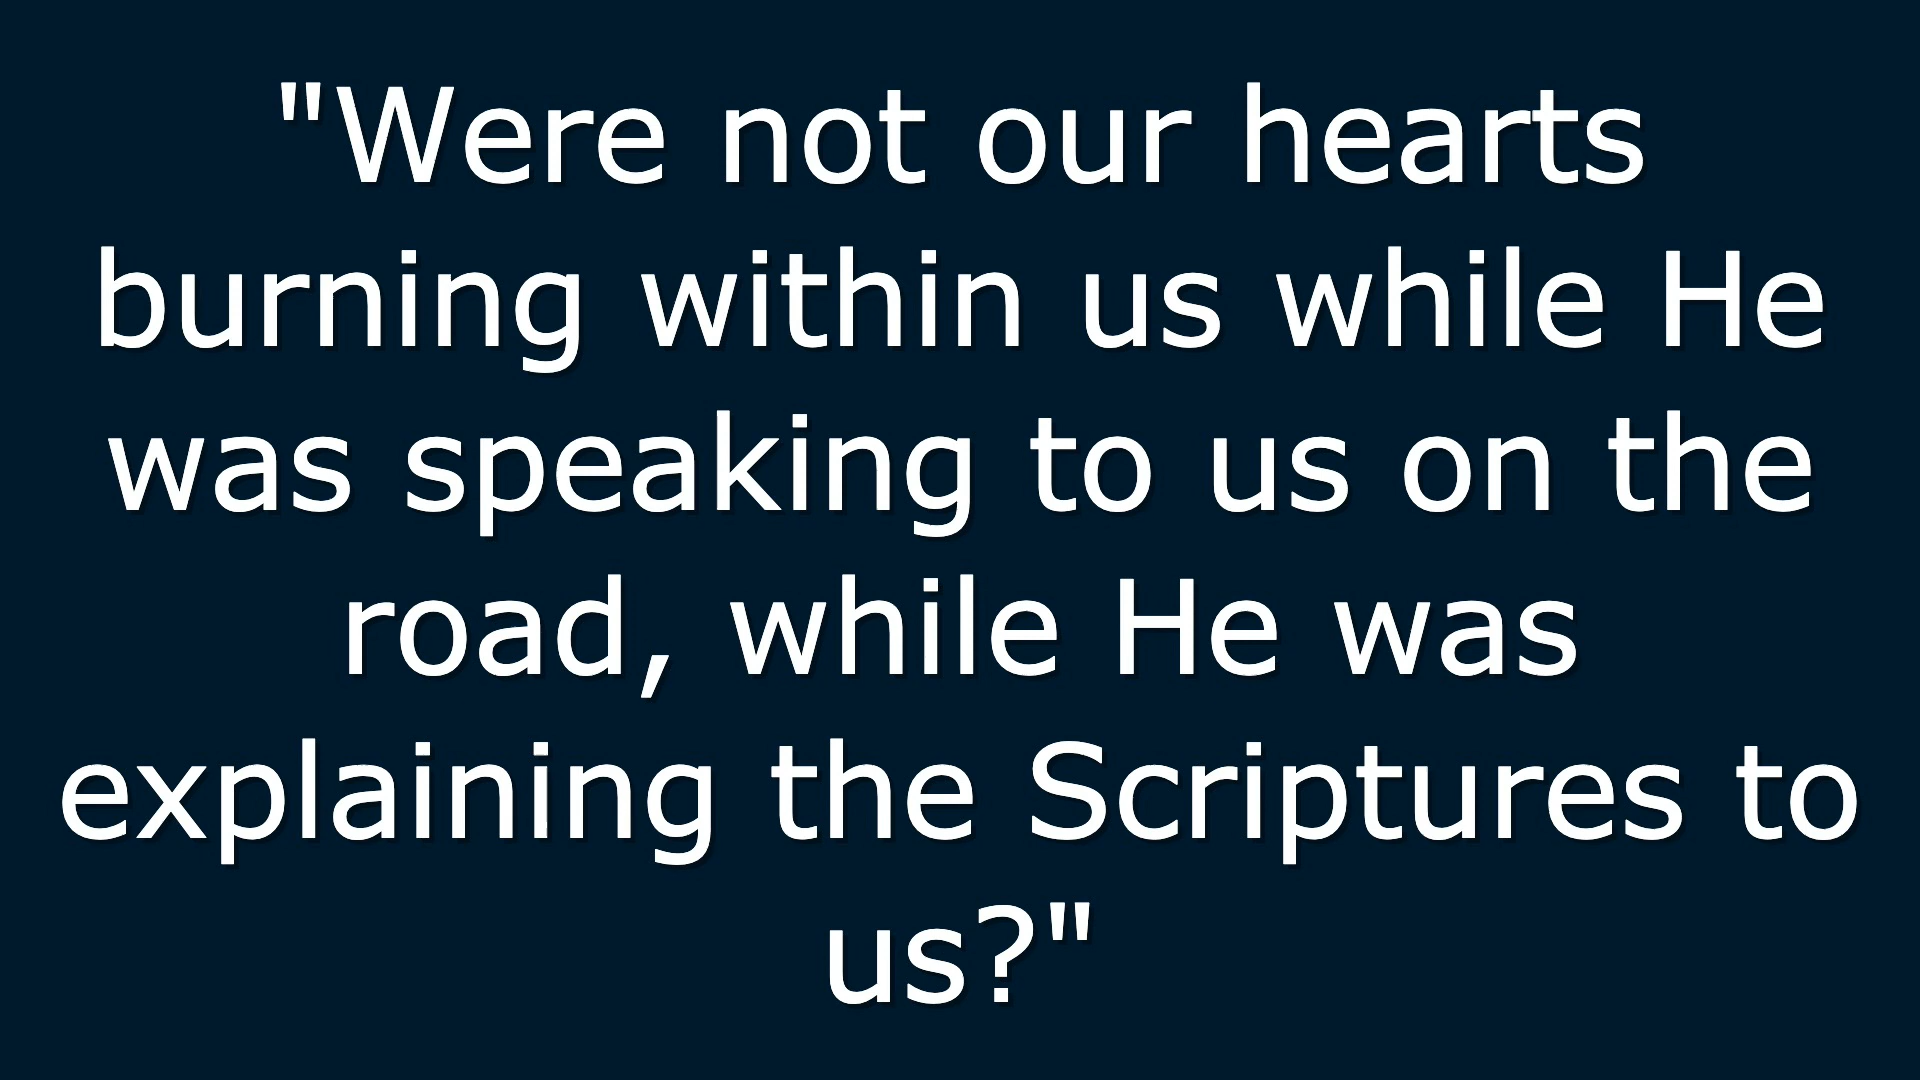 "Were not our hearts
burning within us while He
was speaking to us on the
road, while He was
explaining the Scriptures to
us?"